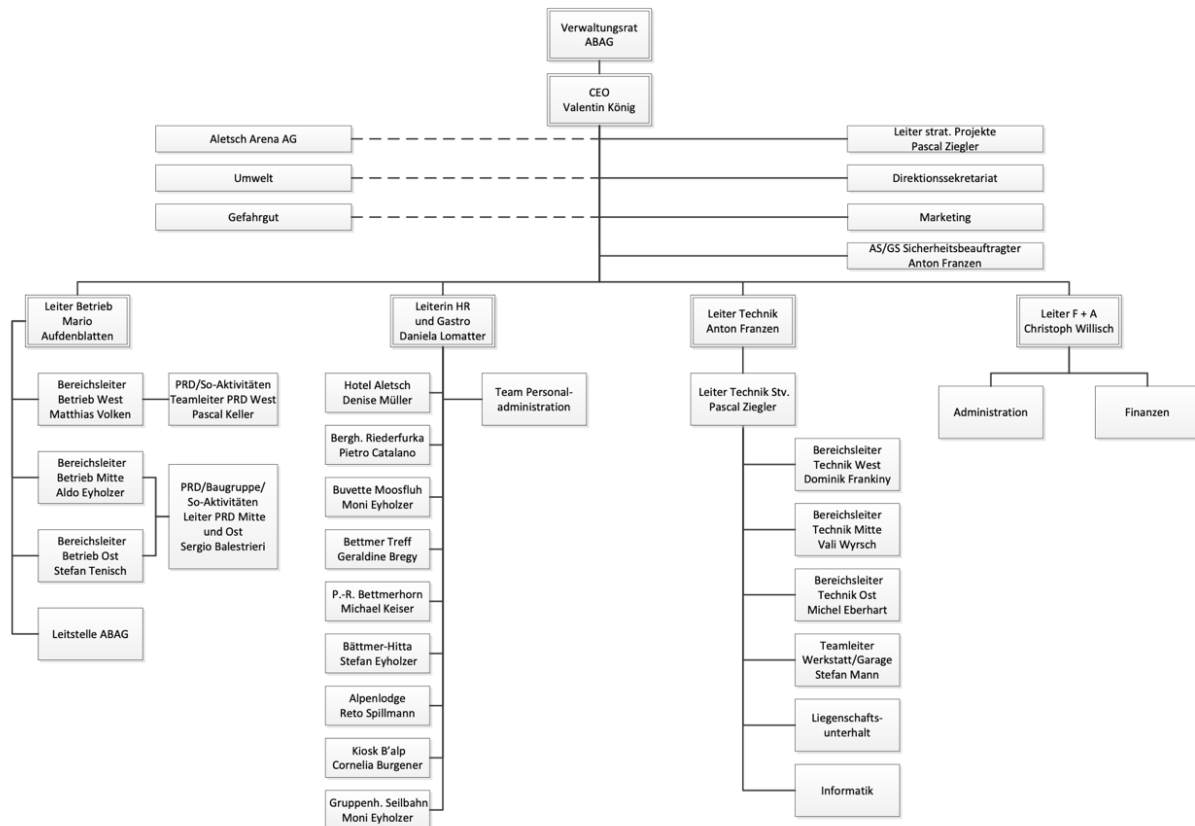 Verwaltungsrat
ABAG
CEO
Valentin König
Aletsch Arena AG
Leiter strat. Projekte
Pascal Ziegler
Umwelt
Direktionssekretariat
Gefahrgut
Marketing
AS/GS Sicherheitsbeauftragter
Anton Franzen
Leiter Betrieb
Mario
Aufdenblatten
Leiterin HR
und Gastro
Daniela Lomatter
Leiter Technik
Anton Franzen
Leiter F + A
Christoph Willisch
Bereichsleiter
Betrieb West
Matthias Volken
PRD/So-Aktivitäten
Teamleiter PRD West
Pascal Keller
Bereichsleiter
Betrieb Mitte
Aldo Eyholzer
PRD/Baugruppe/
So-Aktivitäten
Leiter PRD Mitte
und Ost
Sergio Balestrieri
Bereichsleiter
Betrieb Ost
Stefan Tenisch
Leitstelle ABAG
Hotel Aletsch
Denise Müller
Team Personal-
administration
Bergh. Riederfurka
Pietro Catalano
Buvette Moosfluh
Moni Eyholzer
Bettmer Treff
Geraldine Bregy
P.-R. Bettmerhorn
Michael Keiser
Bättmer-Hitta
Stefan Eyholzer
Alpenlodge
Reto Spillmann
Kiosk B'alp
Cornelia Burgener
Gruppenh. Seilbahn
Moni Eyholzer
Leiter Technik Stv.
Pascal Ziegler
Bereichsleiter
Technik West
Dominik Frankiny
Bereichsleiter
Technik Mitte
Vali Wyrsch
Bereichsleiter
Technik Ost
Michel Eberhart
Teamleiter
Werkstatt/Garage
Stefan Mann
Liegenschafts-
unterhalt
Informatik
Administration
Finanzen